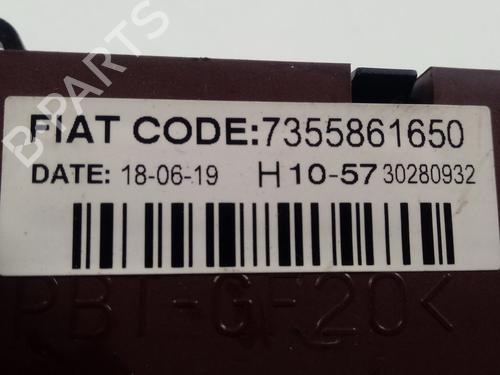 FIAT CODE:7355861650
DATE: 18-06-19 H 10-57 30280932
PBT-GF20<
B-PARTS